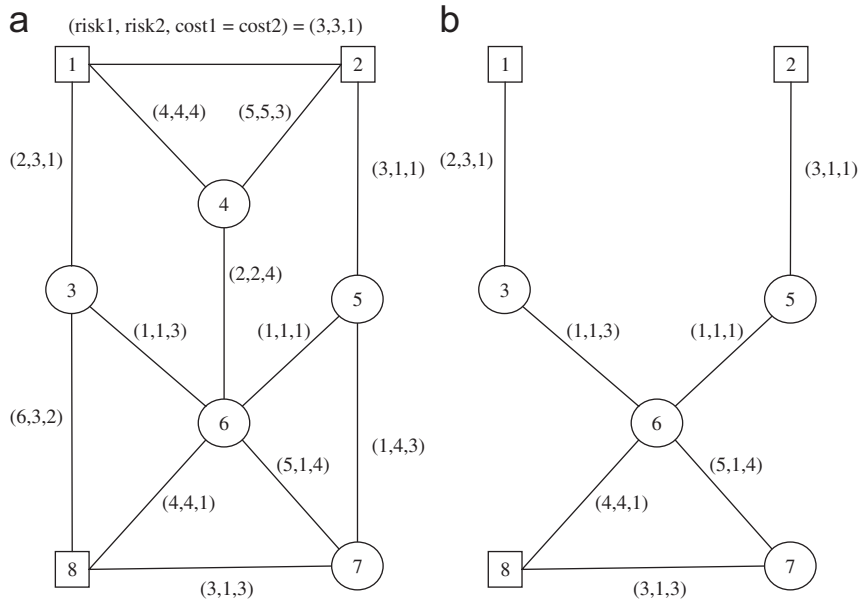 a (risk1, risk2, cost1 = cost2) = (3,3,1) b
1 2 1 2
(4,4,4) (5,5,3)
(2,3,1) (3,1,1) (2,3,1) (3,1,1)
4
(2,2,4)
3 5 3 5
(1,1,3) (1,1,1) (1,1,3) (1,1,1)
(6,3,2) 6 (1,4,3) 6
(5,1,4) (5,1,4)
(4,4,1) (4,4,1)
8 7 8 7
(3,1,3) (3,1,3)